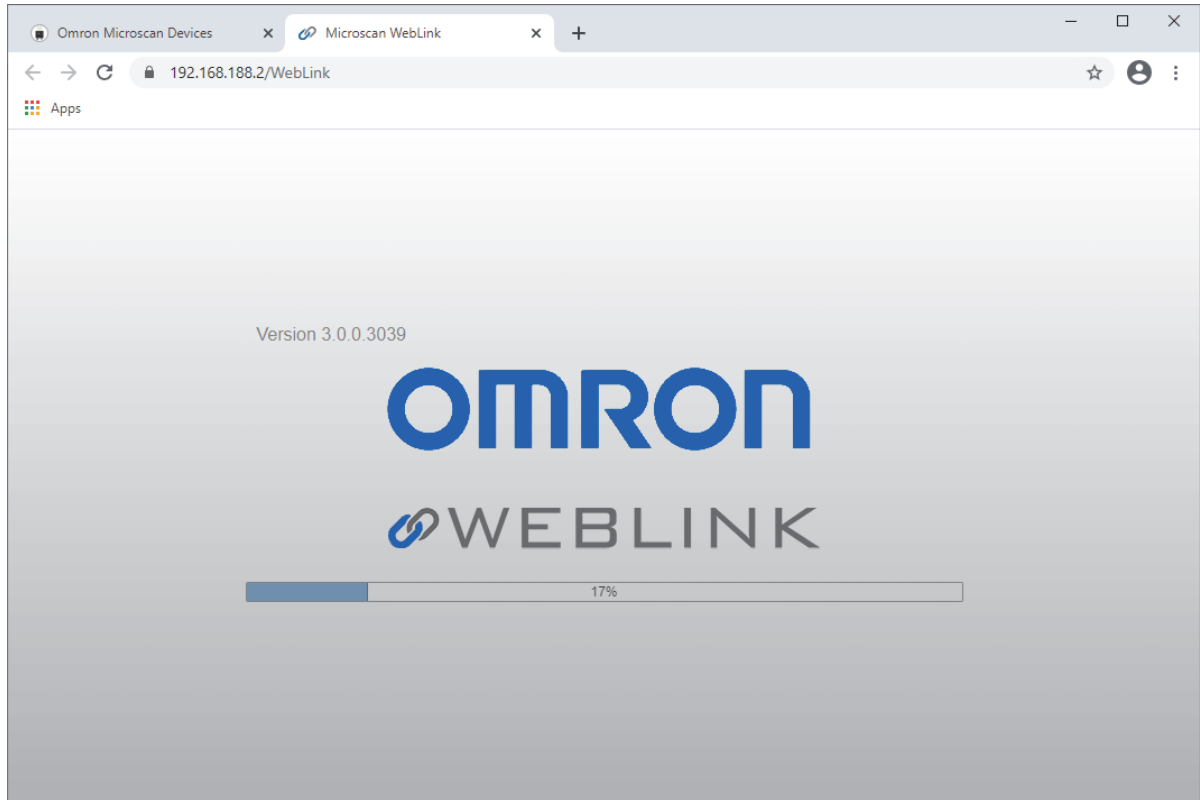 Omron Microscan Devices
Microscan WebLink
192.168.188.2/WebLink
Apps
Version 3.0.0.3039
OMRON
WEBLINK
17%